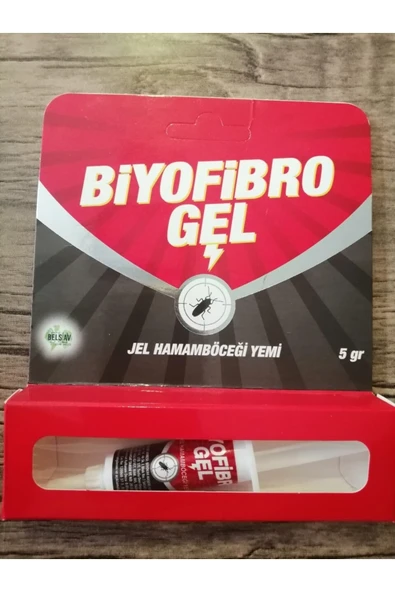 BiYOFiBRO
GEL
JEL HAMAMBÖCEĞİ YEMİ
5 gr
BELSAV
YOFiBRO
GEL